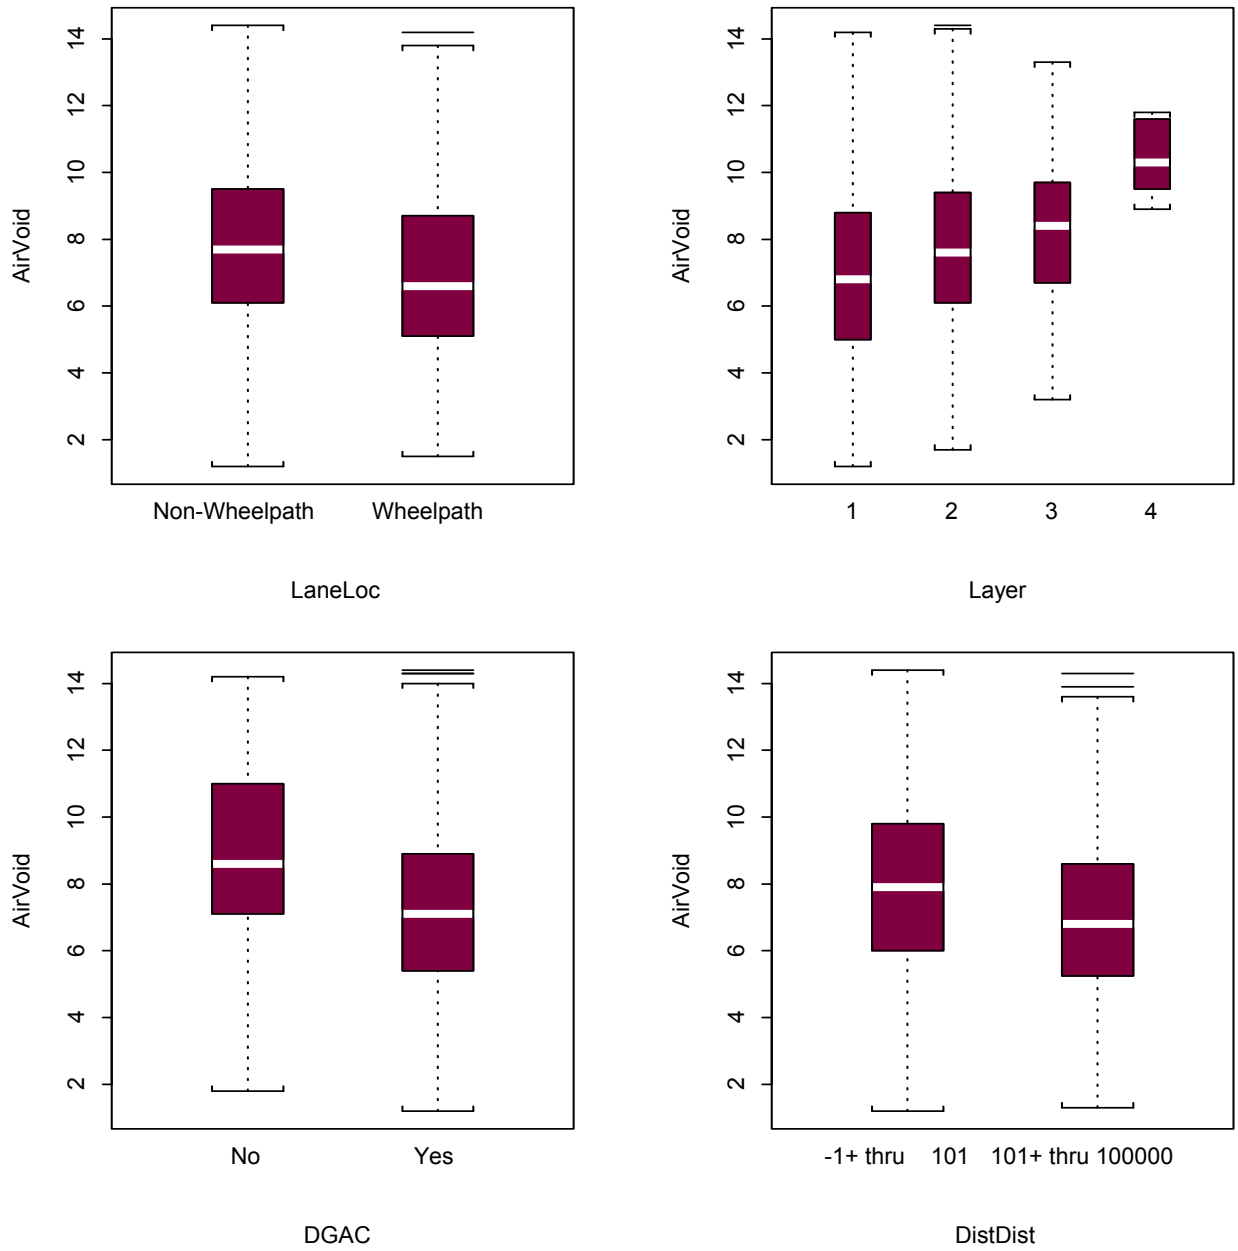 AirVoid
14
12
10
8
6
4
2
Non-Wheelpath Wheelpath
LaneLoc
AirVoid
14
12
10
8
6
4
2
1 2 3 4
Layer
AirVoid
14
12
10
8
6
4
2
No Yes
DGAC
AirVoid
14
12
10
8
6
4
2
-1+ thru 101 101+ thru 100000
DistDist